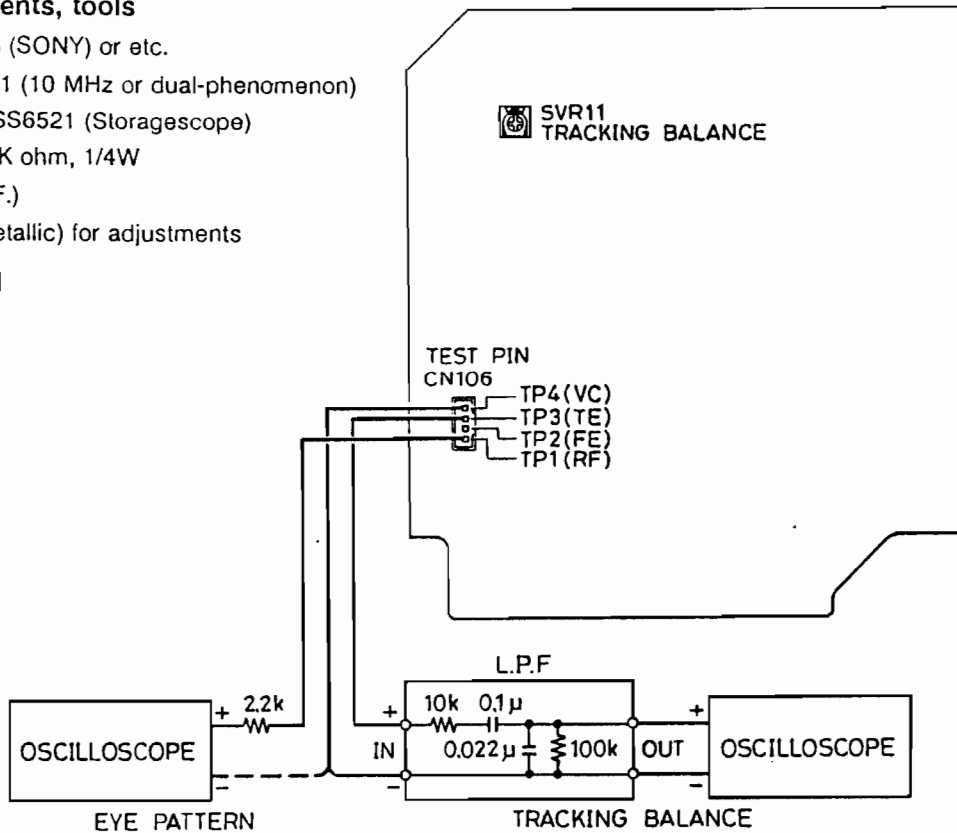 ents, tools
(SONY) or etc.
1 (10 MHz or dual-phenomenon)
SS6521 (Storagescope)
K ohm, 1/4W
F.)
etallic) for adjustments
SVR11
TRACKING BALANCE
TEST PIN
CN106
TP4(VC)
TP3(TE)
TP2(FE)
TP1(RF)
L.P.F
OSCILLOSCOPE
+
2.2k
-
EYE PATTERN
+
IN
-
10k 0.1μ
0.022μ 100k
OUT
+
OSCILLOSCOPE
-
TRACKING BALANCE